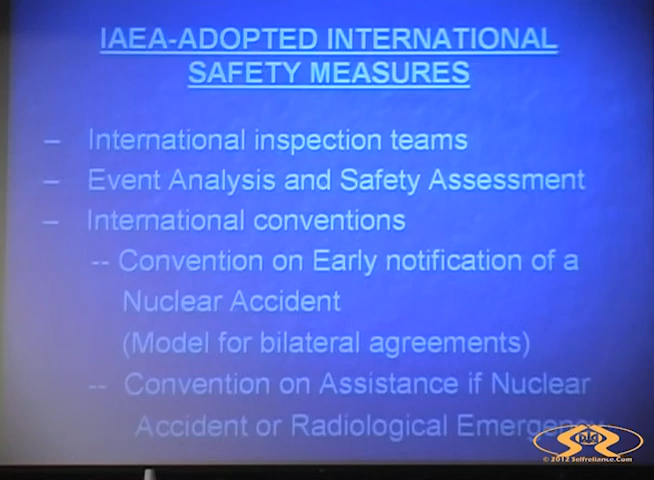 IAEA-ADOPTED INTERNATIONAL
SAFETY MEASURES
– International inspection teams
– Event Analysis and Safety Assessment
– International conventions
-- Convention on Early notification of a
Nuclear Accident
(Model for bilateral agreements)
-- Convention on Assistance if Nuclear
Accident or Radiological Emergency
© 2012 Selfreliance.Com